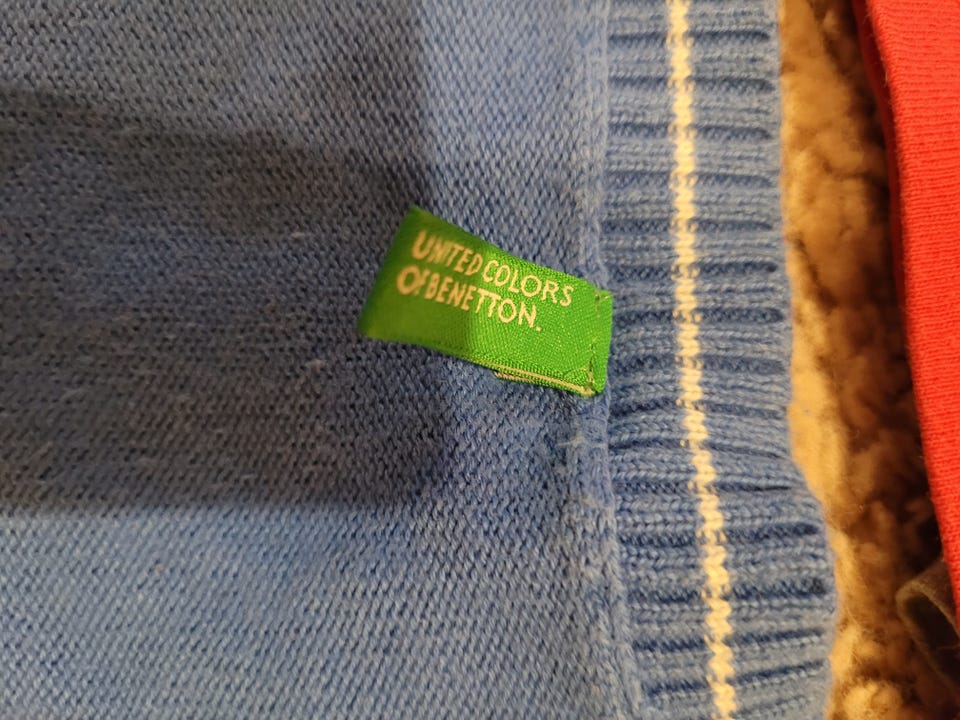 UNITED COLORS
OF BENETTON.